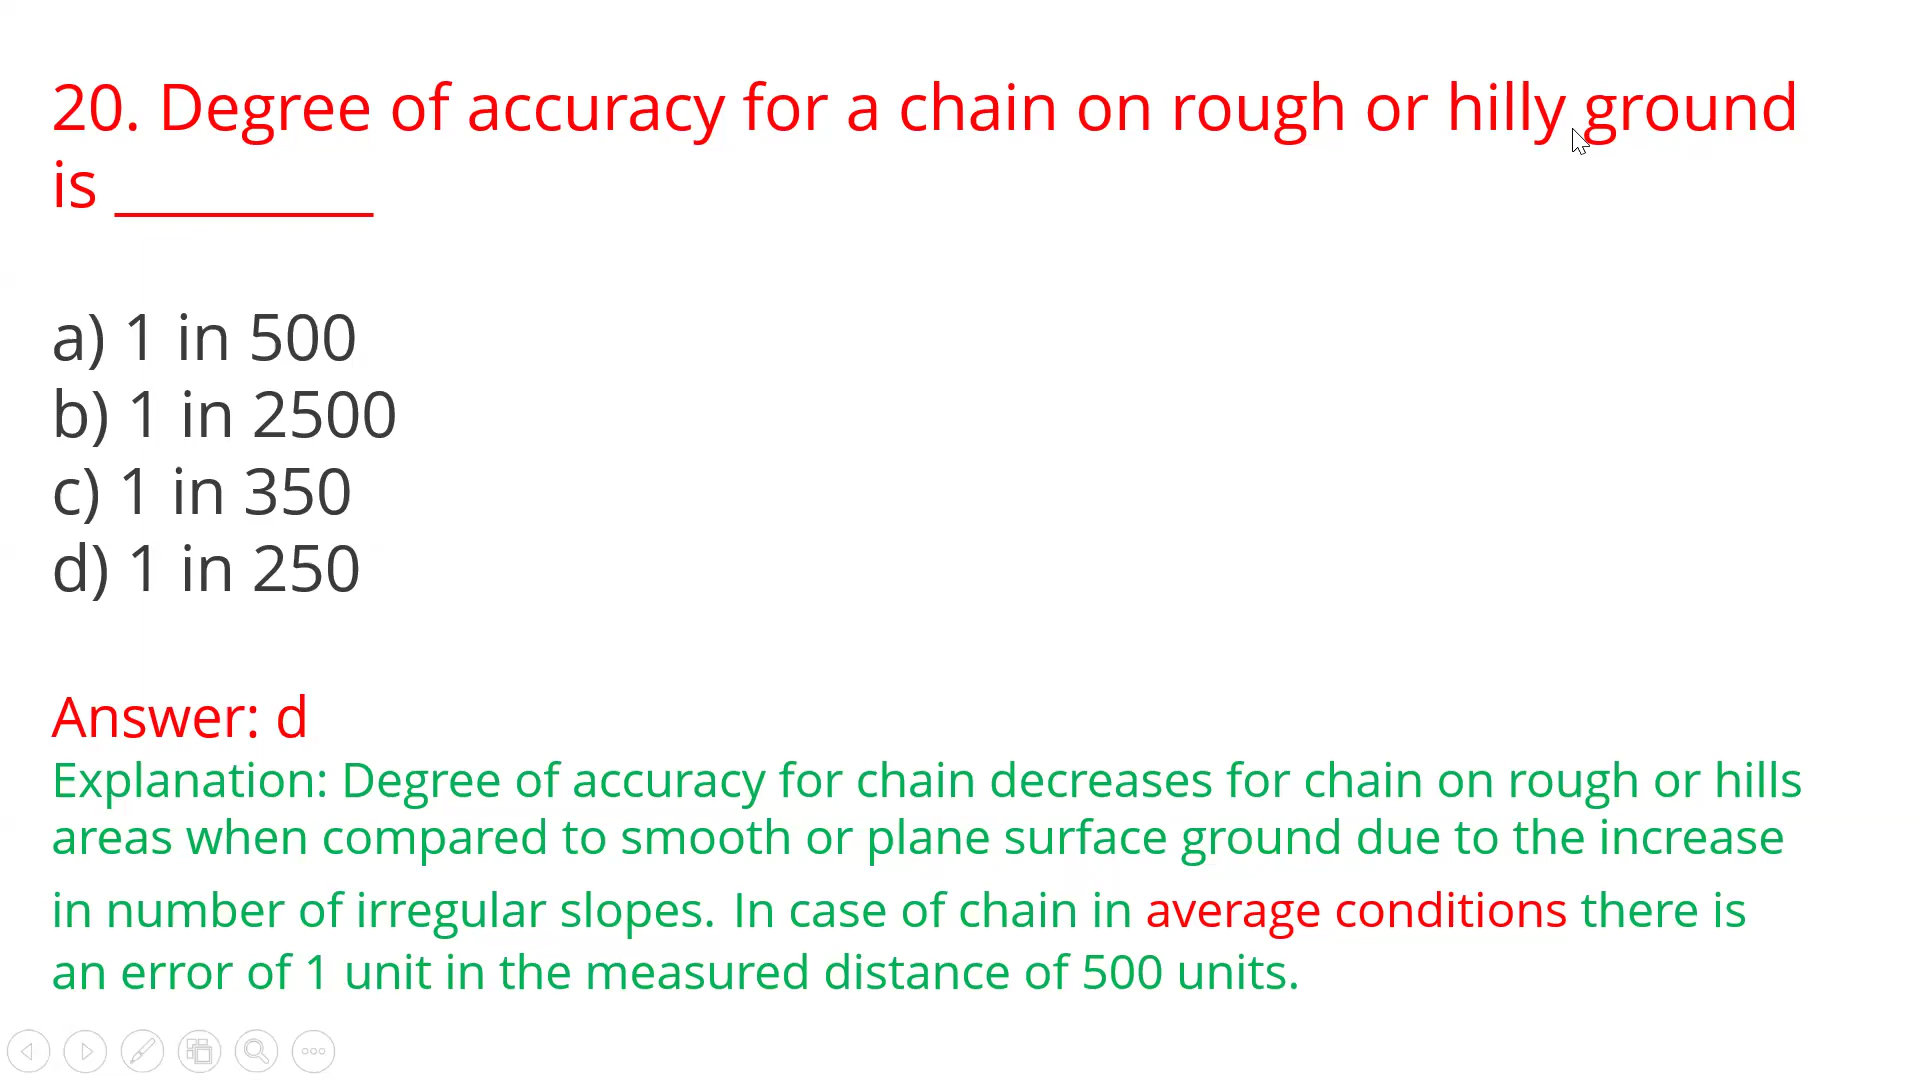 20. Degree of accuracy for a chain on rough or hilly ground
is _________
a) 1 in 500
b) 1 in 2500
c) 1 in 350
d) 1 in 250
Answer: d
Explanation: Degree of accuracy for chain decreases for chain on rough or hills
areas when compared to smooth or plane surface ground due to the increase
in number of irregular slopes. In case of chain in average conditions there is
an error of 1 unit in the measured distance of 500 units.